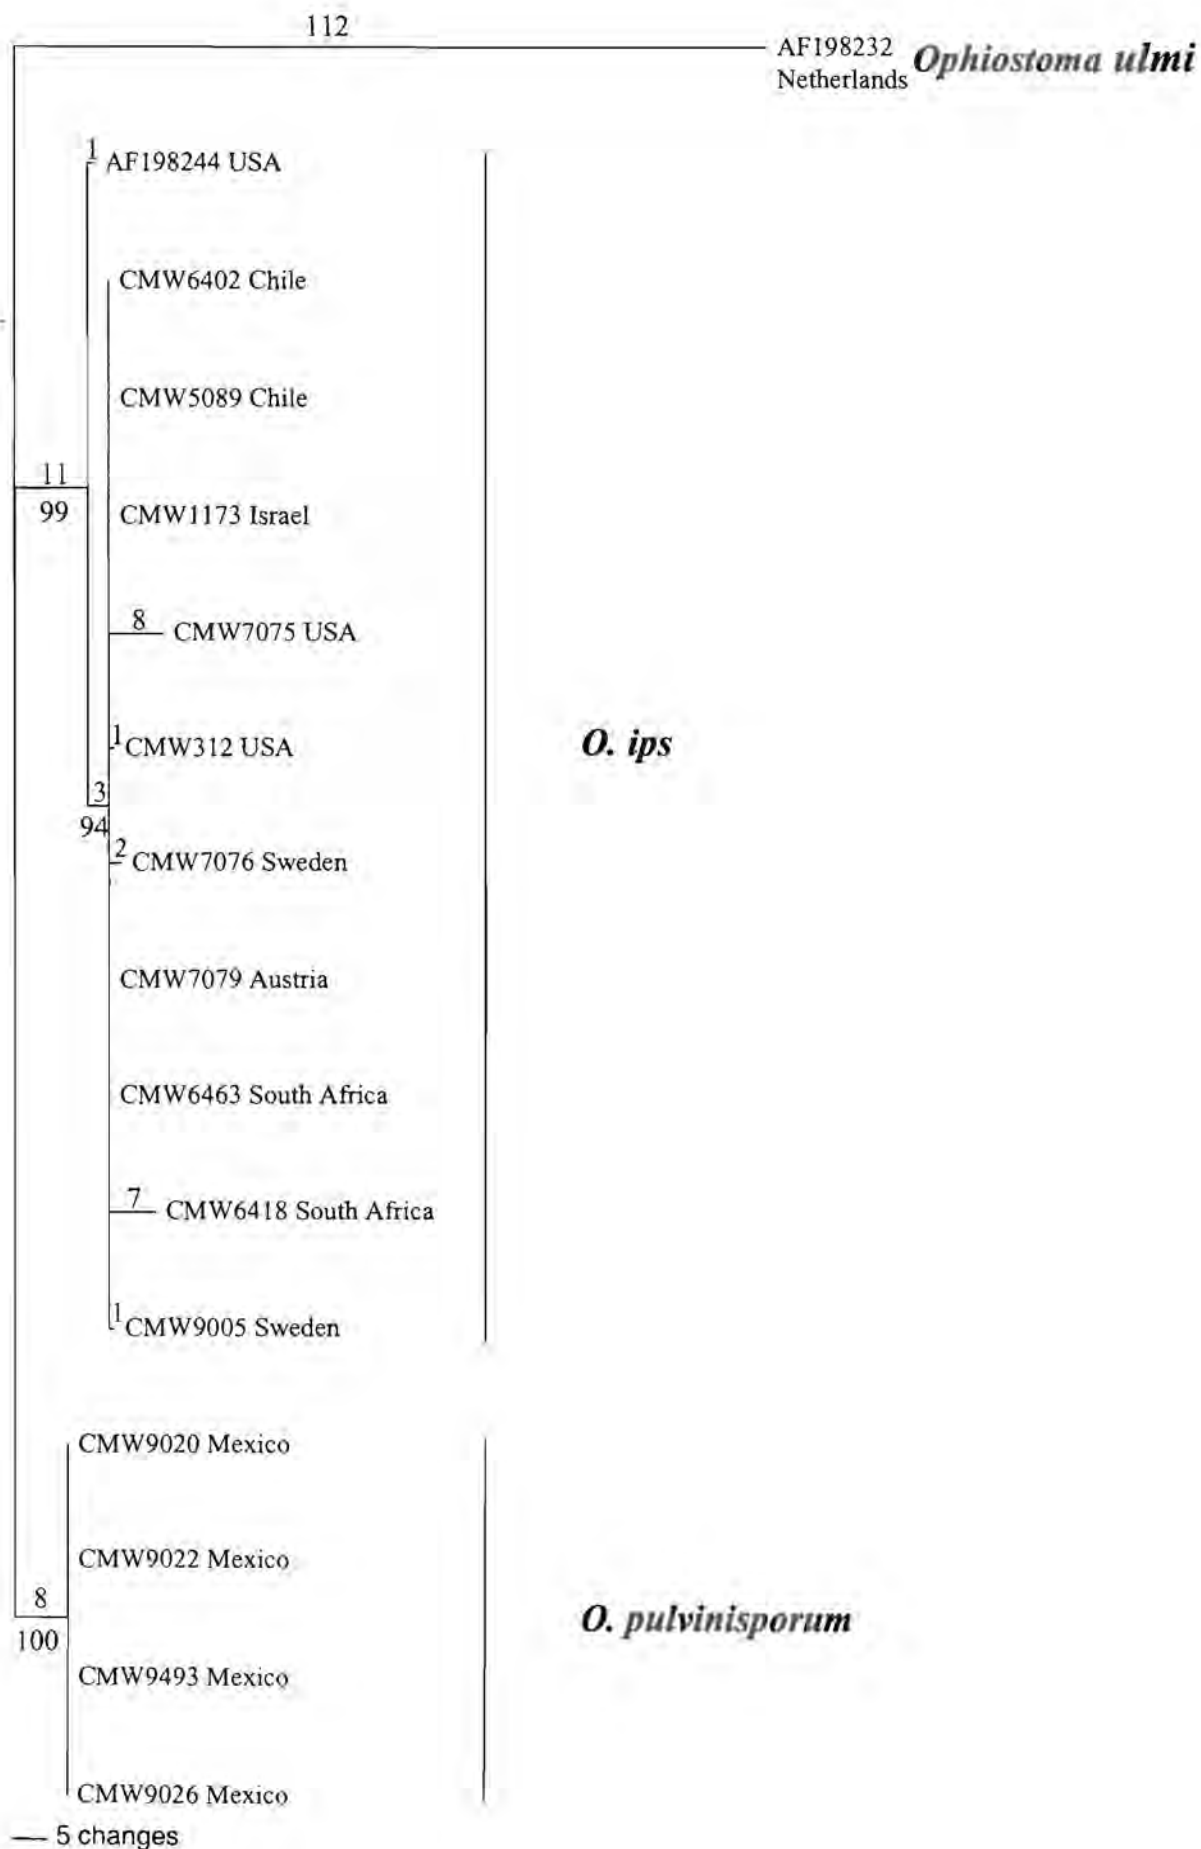 112
AF198232 Ophiostoma ulmi
Netherlands
1
AF198244 USA
CMW6402 Chile
CMW5089 Chile
11
99
CMW1173 Israel
8
CMW7075 USA
1
CMW312 USA
O. ips
3
94
2
CMW7076 Sweden
CMW7079 Austria
CMW6463 South Africa
7
CMW6418 South Africa
1
CMW9005 Sweden
CMW9020 Mexico
CMW9022 Mexico
8
100
O. pulvinisporum
CMW9493 Mexico
CMW9026 Mexico
5 changes